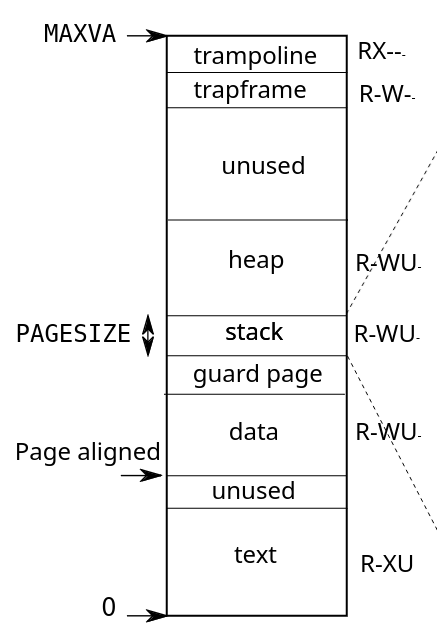 MAXVA
trampoline
RX--
trapframe
R-W-
unused
heap
R-WU
PAGESIZE
stack
R-WU
guard page
data
R-WU
Page aligned
unused
text
R-XU
0